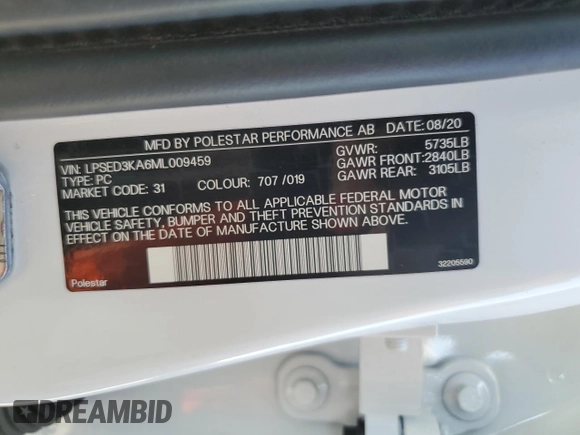 MFD BY POLESTAR PERFORMANCE AB DATE: 08/20
VIN: LPSED3KA6ML009459 GVWR: 5735LB
TYPE: PC GAWR FRONT: 2840LB
MARKET CODE: 31 COLOUR: 707 /019 GAWR REAR: 3105LB
THIS VEHICLE CONFORMS TO ALL APPLICABLE FEDERAL MOTOR
VEHICLE SAFETY, BUMPER AND THEFT PREVENTION STANDARDS IN
EFFECT ON THE DATE OF MANUFACTURE SHOWN ABOVE.
Polestar 32205590
DREAMBID